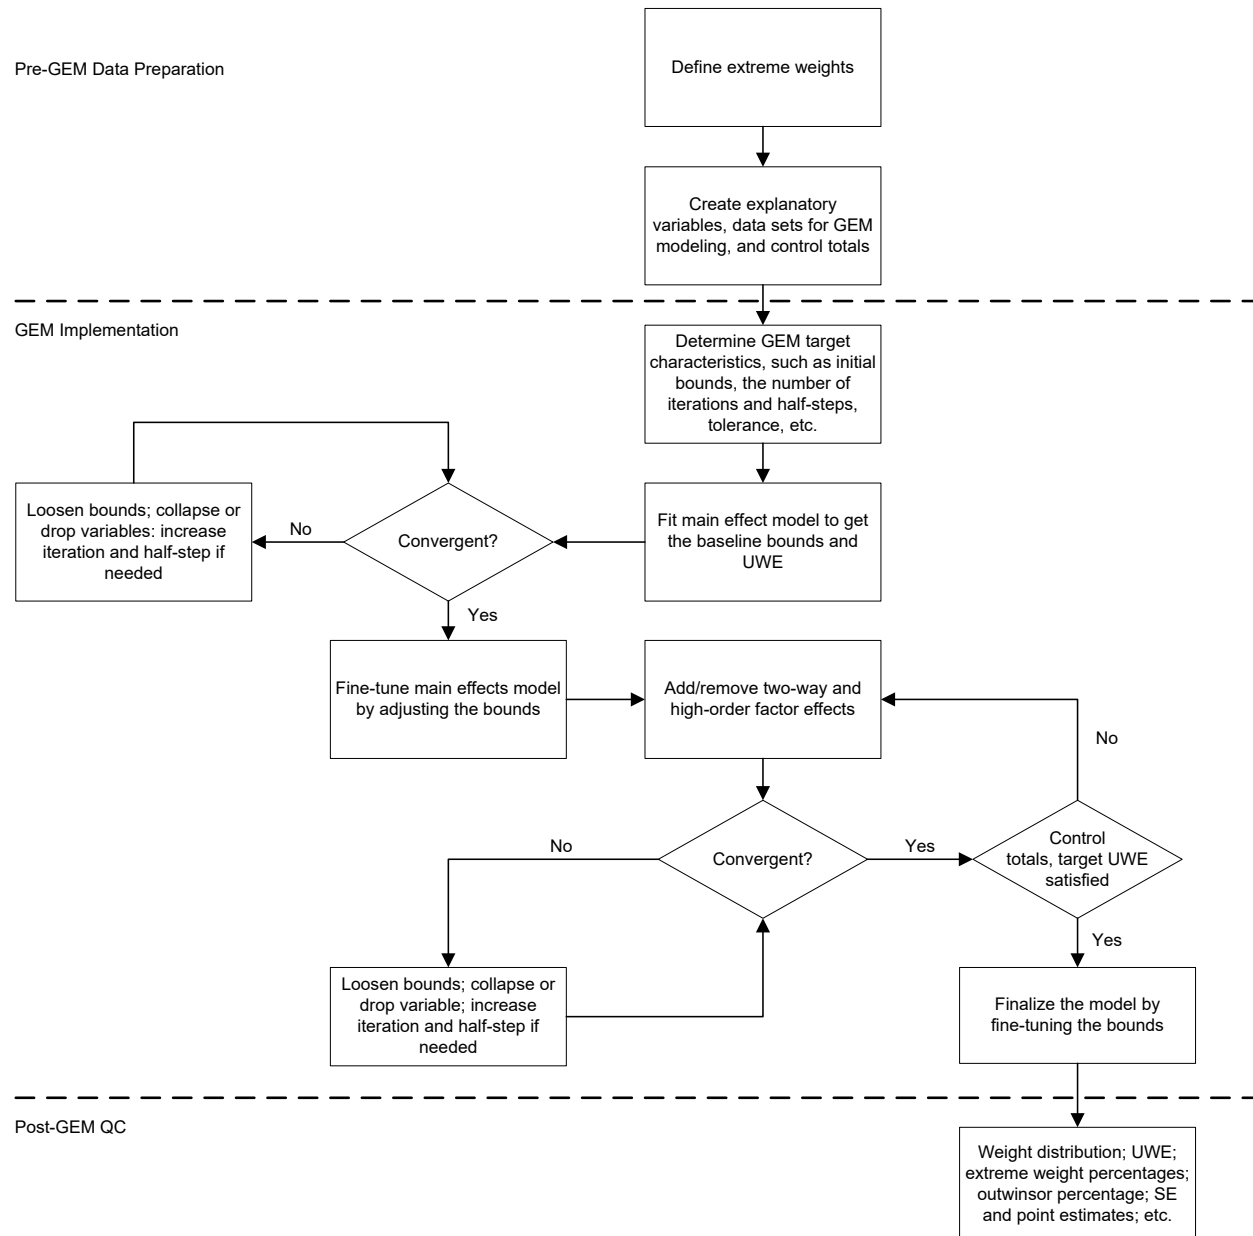 Pre-GEM Data Preparation
Define extreme weights
Create explanatory
variables, data sets for GEM
modeling, and control totals
GEM Implementation
Determine GEM target
characteristics, such as initial
bounds, the number of
iterations and half-steps,
tolerance, etc.
Loosen bounds; collapse or
drop variables: increase
iteration and half-step if
needed
No
Convergent?
Fit main effect model to get
the baseline bounds and
UWE
Yes
Fine-tune main effects model
by adjusting the bounds
Add/remove two-way and
high-order factor effects
No
No
Convergent?
Yes
Control
totals, target UWE
satisfied
Yes
Loosen bounds; collapse or
drop variable; increase
iteration and half-step if
needed
Finalize the model by
fine-tuning the bounds
Post-GEM QC
Weight distribution; UWE;
extreme weight percentages;
outwinsor percentage; SE
and point estimates; etc.